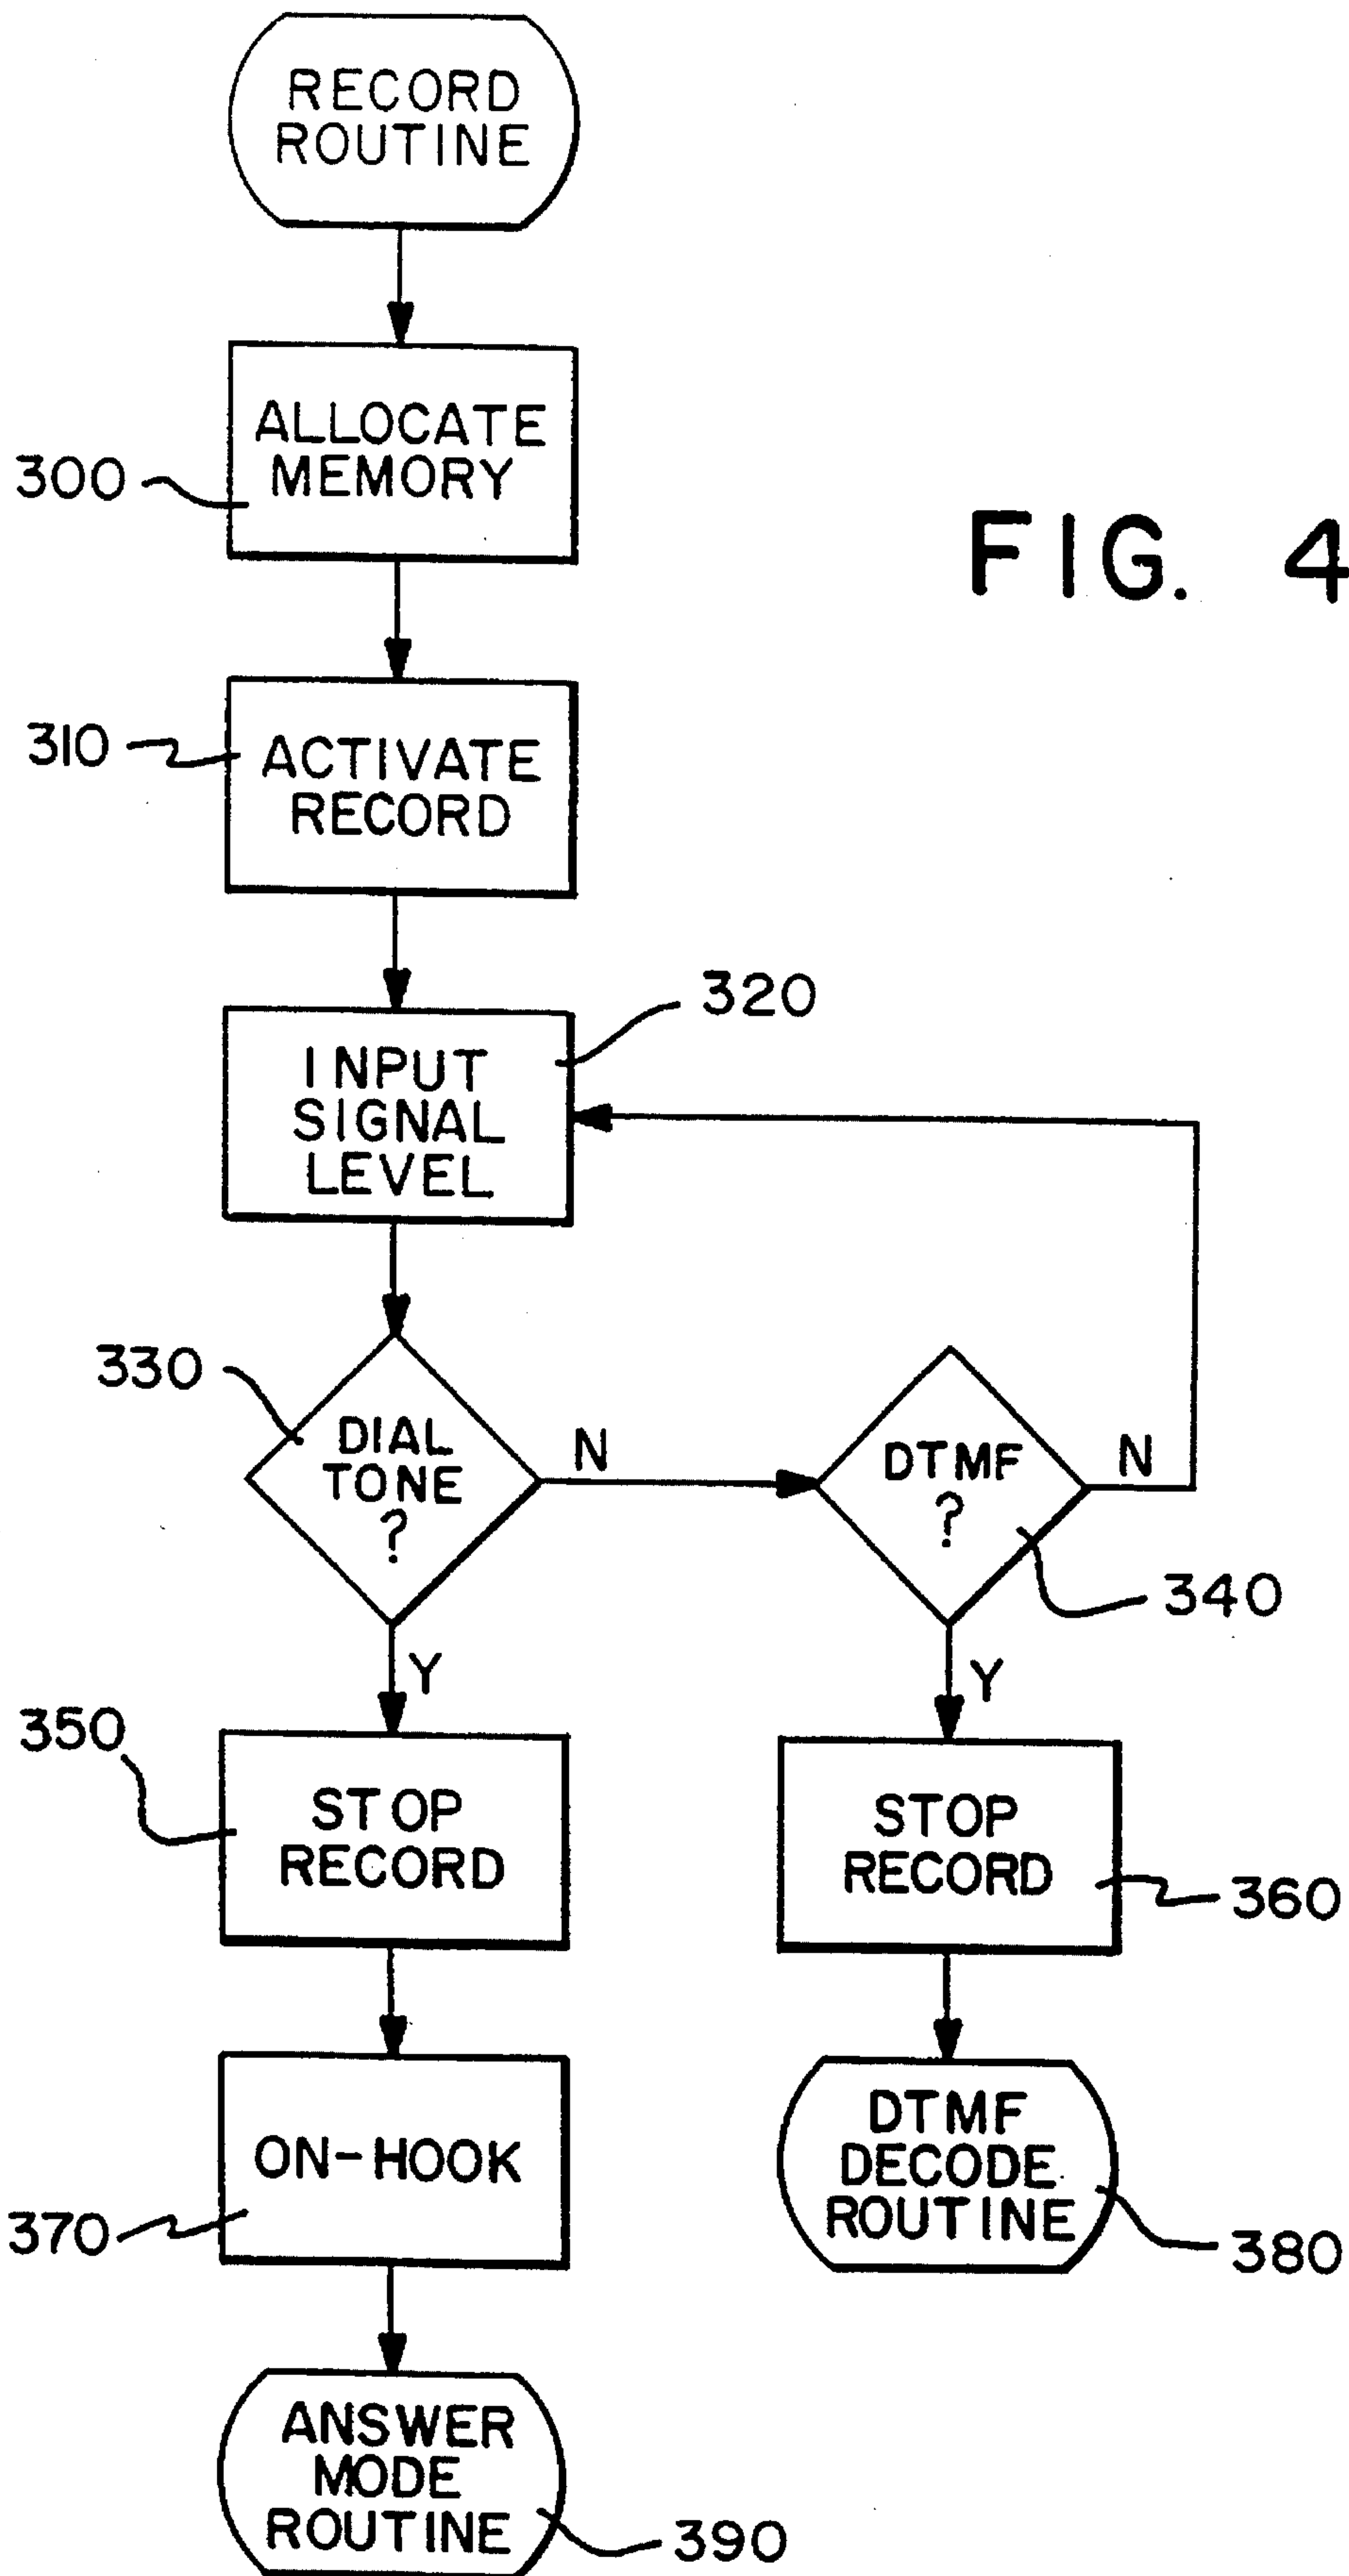 RECORD
ROUTINE
ALLOCATE
MEMORY
300
FIG. 4
310
ACTIVATE
RECORD
320
INPUT
SIGNAL
LEVEL
330
DIAL
TONE
?
N
DTMF
?
N
340
Y
Y
350
STOP
RECORD
STOP
RECORD
360
ON-HOOK
370
DTMF
DECODE
ROUTINE
380
ANSWER
MODE
ROUTINE
390